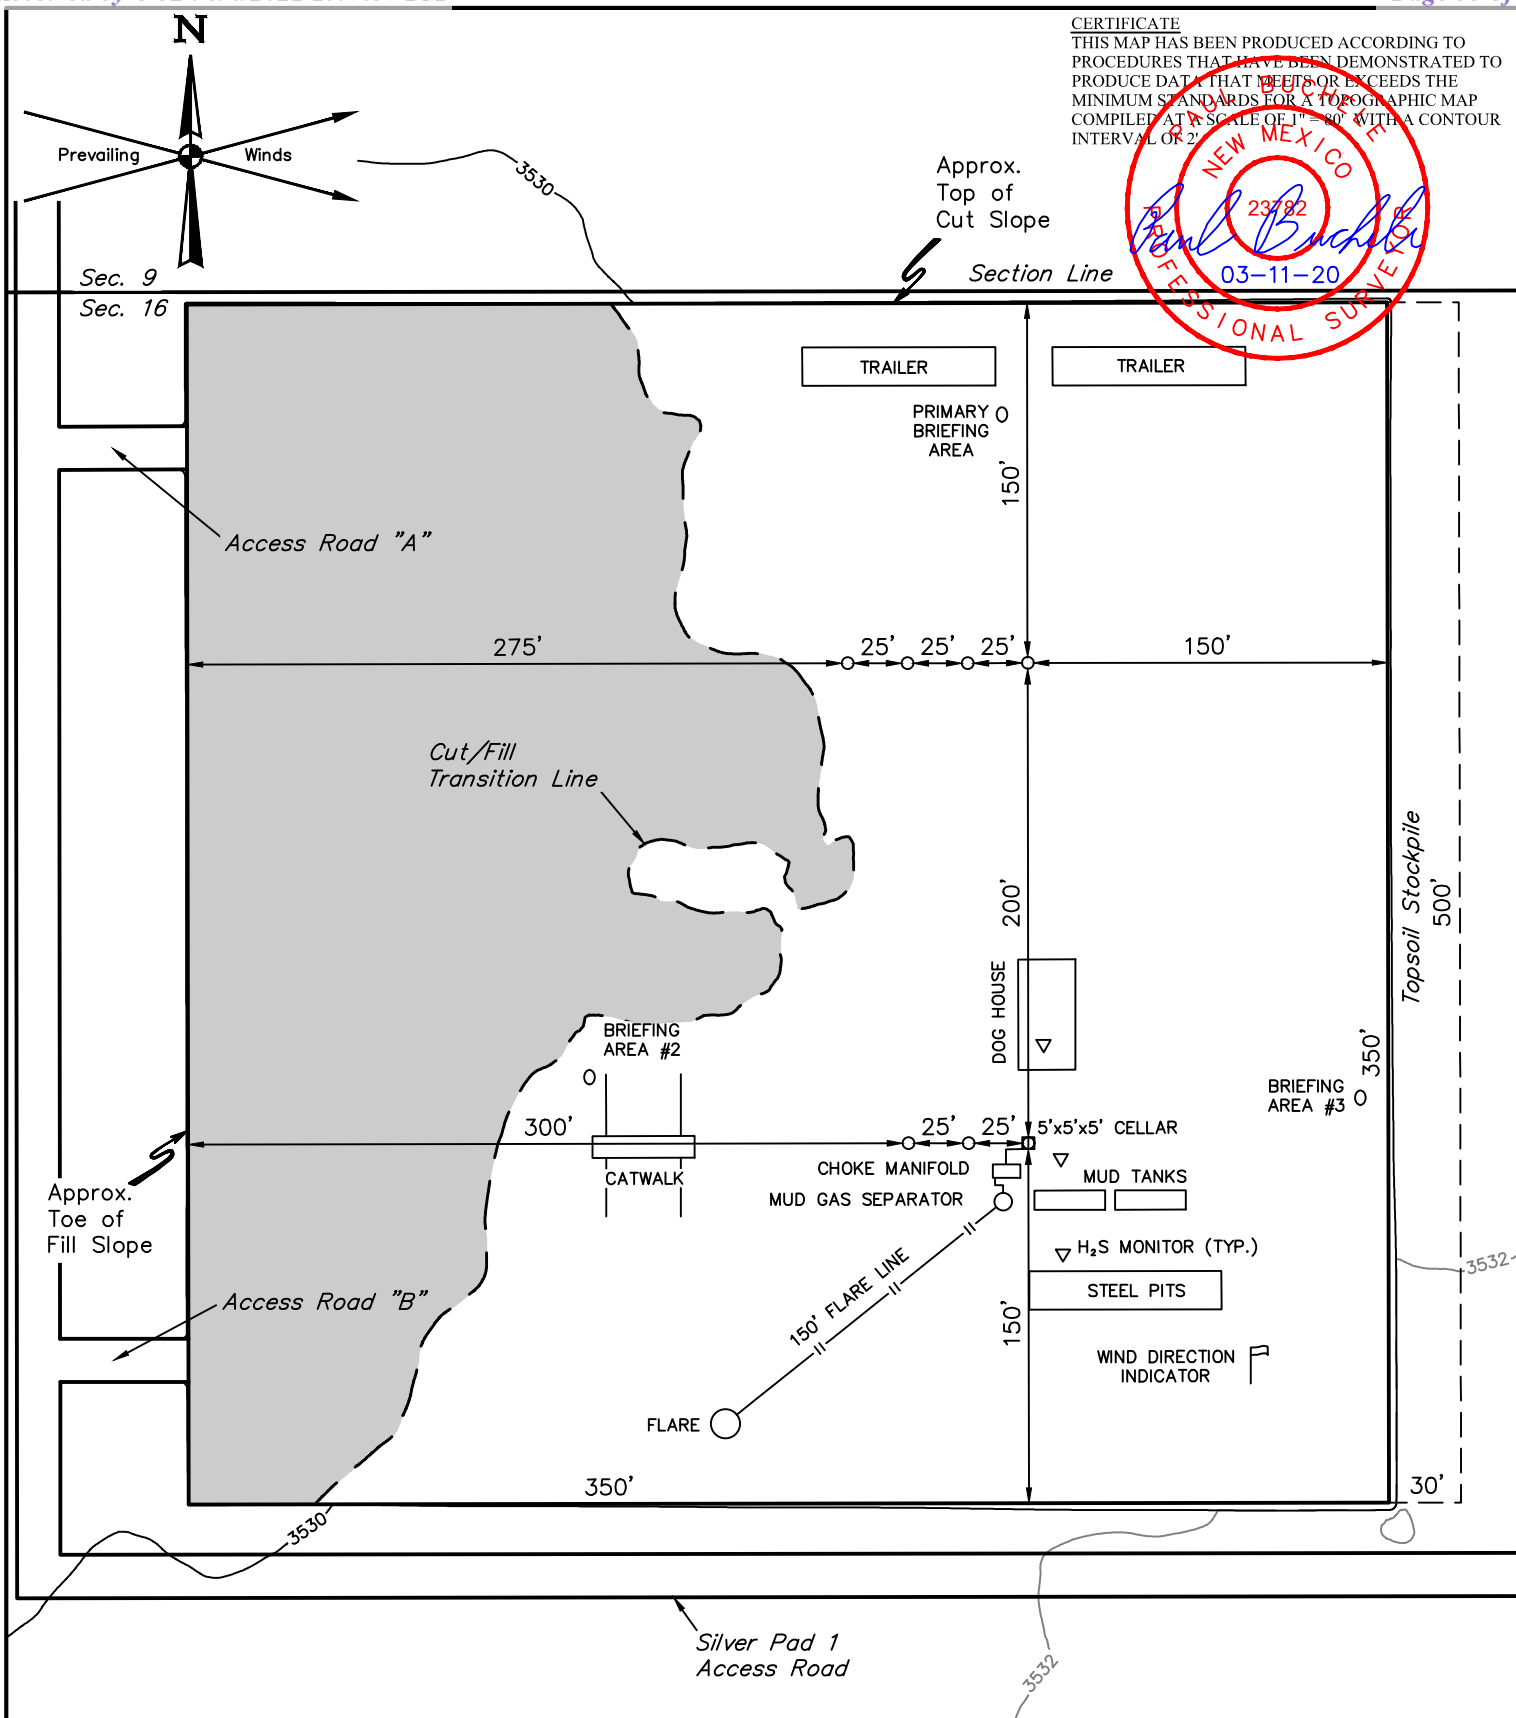 N
Prevailing Winds
CERTIFICATE
THIS MAP HAS BEEN PRODUCED ACCORDING TO
PROCEDURES THAT HAVE BEEN DEMONSTRATED TO
PRODUCE DATA THAT MEETS OR EXCEEDS THE
MINIMUM STANDARDS FOR A TOPOGRAPHIC MAP
COMPILED AT A SCALE OF 1" = 80' WITH A CONTOUR
INTERVAL OF 2'.
PAUL BUCHELE
NEW MEXICO
23782
Paul Buchele
03-11-20
PROFESSIONAL SURVEYOR
3530
Approx.
Top of
Cut Slope
Section Line
Sec. 9
Sec. 16
TRAILER
TRAILER
PRIMARY
BRIEFING
AREA
150'
Access Road "A"
275'
25'
25'
25'
150'
Cut/Fill
Transition Line
200'
Topsoil Stockpile
500'
DOG HOUSE
BRIEFING
AREA #2
350'
BRIEFING
AREA #3
300'
25'
25'
5'x5'x5' CELLAR
CATWALK
CHOKE MANIFOLD
MUD GAS SEPARATOR
MUD TANKS
Approx.
Toe of
Fill Slope
H₂S MONITOR (TYP.)
3532
STEEL PITS
150' FLARE LINE
150'
Access Road "B"
WIND DIRECTION
INDICATOR
FLARE
350'
30'
3530
Silver Pad 1
Access Road
3532